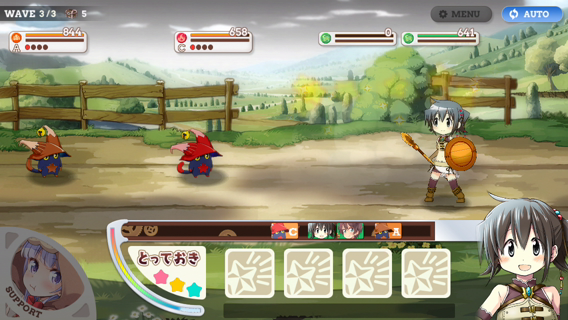 WAVE 3/3 5
MENU
AUTO
844
A
658
C
0
641
C
A
とっておき
SUPPORT